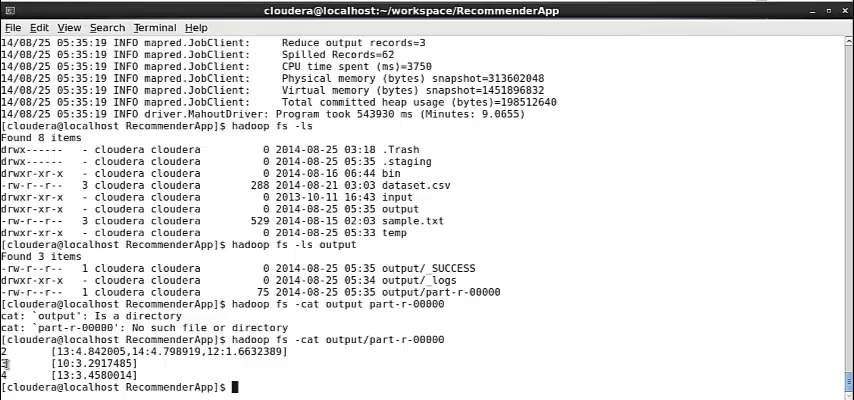 cloudera@localhost:~/workspace/RecommenderApp
File Edit View Search Terminal Help
14/08/25 05:35:19 INFO mapred.JobClient:     Reduce output records=3
14/08/25 05:35:19 INFO mapred.JobClient:     Spilled Records=62
14/08/25 05:35:19 INFO mapred.JobClient:     CPU time spent (ms)=3750
14/08/25 05:35:19 INFO mapred.JobClient:     Physical memory (bytes) snapshot=313602048
14/08/25 05:35:19 INFO mapred.JobClient:     Virtual memory (bytes) snapshot=1451896832
14/08/25 05:35:19 INFO mapred.JobClient:     Total committed heap usage (bytes)=198512640
14/08/25 05:35:19 INFO driver.MahoutDriver: Program took 543930 ms (Minutes: 9.0655)
[cloudera@localhost RecommenderApp]$ hadoop fs -ls
Found 8 items
drwx------   - cloudera cloudera          0 2014-08-25 03:18 .Trash
drwx------   - cloudera cloudera          0 2014-08-25 05:35 .staging
drwxr-xr-x   - cloudera cloudera          0 2014-08-16 06:44 bin
-rw-r--r--   3 cloudera cloudera        288 2014-08-21 03:03 dataset.csv
drwxr-xr-x   - cloudera cloudera          0 2013-10-11 16:43 input
drwxr-xr-x   - cloudera cloudera          0 2014-08-25 05:35 output
-rw-r--r--   3 cloudera cloudera        529 2014-08-15 02:03 sample.txt
drwxr-xr-x   - cloudera cloudera          0 2014-08-25 05:33 temp
[cloudera@localhost RecommenderApp]$ hadoop fs -ls output
Found 3 items
-rw-r--r--   1 cloudera cloudera          0 2014-08-25 05:35 output/_SUCCESS
drwxr-xr-x   - cloudera cloudera          0 2014-08-25 05:34 output/_logs
-rw-r--r--   1 cloudera cloudera         75 2014-08-25 05:35 output/part-r-00000
[cloudera@localhost RecommenderApp]$ hadoop fs -cat output part-r-00000
cat: `output': Is a directory
cat: `part-r-00000': No such file or directory
[cloudera@localhost RecommenderApp]$ hadoop fs -cat output/part-r-00000
2       [13:4.842005,14:4.798919,12:1.6632389]
3       [10:3.2917485]
4       [13:3.4580014]
[cloudera@localhost RecommenderApp]$